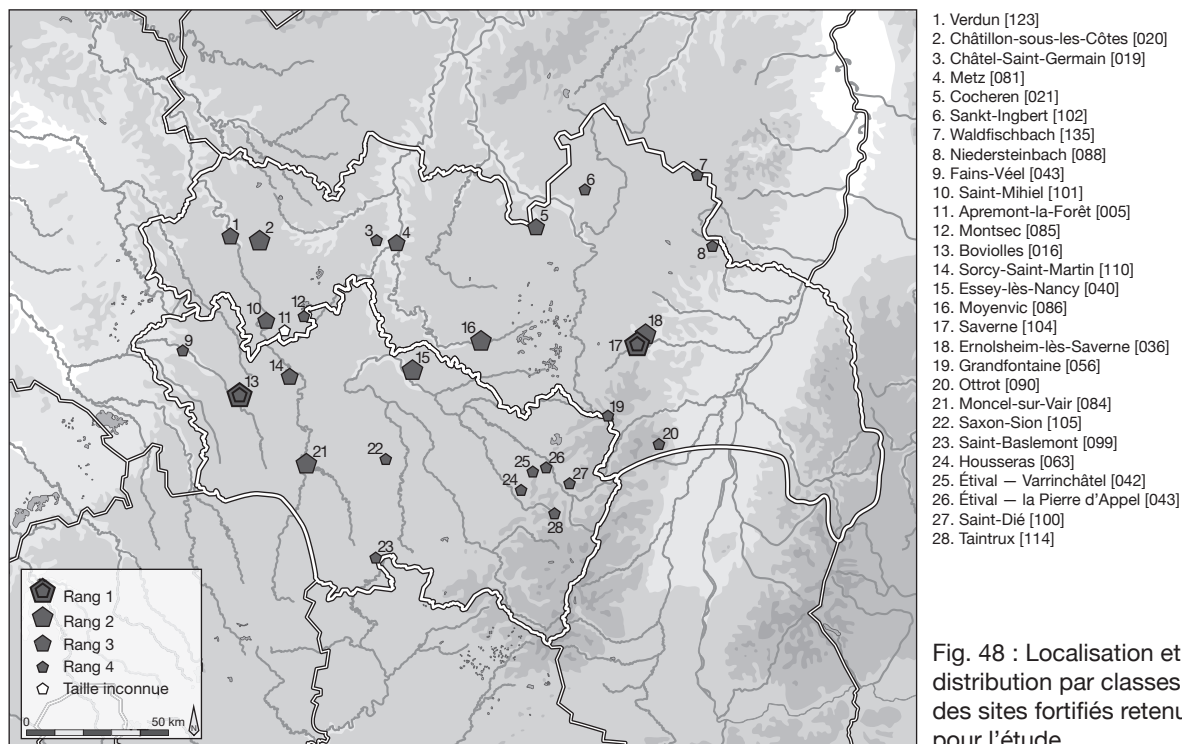 1. Verdun [123]
2. Châtillon-sous-les-Côtes [020]
3. Châtel-Saint-Germain [019]
4. Metz [081]
5. Cocheren [021]
6. Sankt-Ingbert [102]
7. Waldfischbach [135]
8. Niedersteinbach [088]
9. Fains-Véel [043]
10. Saint-Mihiel [101]
11. Apremont-la-Forêt [005]
12. Montsec [085]
13. Boviolles [016]
14. Sorcy-Saint-Martin [110]
15. Essey-lès-Nancy [040]
16. Moyenvic [086]
17. Saverne [104]
18. Ernolsheim-lès-Saverne [036]
19. Grandfontaine [056]
20. Ottrot [090]
21. Moncel-sur-Vair [084]
22. Saxon-Sion [105]
23. Saint-Baslemont [099]
24. Housseras [063]
25. Étival — Varrinchâtel [042]
26. Étival — la Pierre d'Appel [043]
27. Saint-Dié [100]
28. Taintrux [114]
7
6
5
1
2
3
4
8
12
10
11
16
18
17
9
14
15
13
19
20
21
22
26
25
27
24
28
23
Rang 1
Rang 2
Rang 3
Rang 4
Taille inconnue
0 50 km
N
Fig. 48 : Localisation et
distribution par classes
des sites fortifiés retenu
pour l'étude